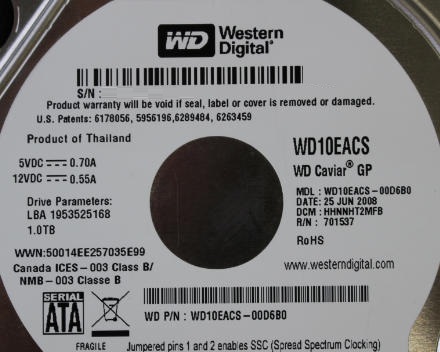 WD Western
Digital®
S/N :
Product warranty will be void if seal, label or cover is removed or damaged.
U.S. Patents: 6178056, 5956196,6289484, 6263459
Product of Thailand
5VDC 0.70A
12VDC 0.55A
Drive Parameters:
LBA 1953525168
1.0TB
WWN:50014EE257035E99
Canada ICES-003 Class B/
NMB-003 Classe B
WD10EACS
WD Caviar® GP
MDL : WD10EACS-00D6B0
DATE: 25 JUN 2008
DCM : HHNNHT2MFB
R/N : 701537
RoHS
www.westerndigital.com
SERIAL
ATA
WD P/N : WD10EACS-00D6B0
FRAGILE
Jumpered pins 1 and 2 enables SSC (Spread Spectrum Clocking)